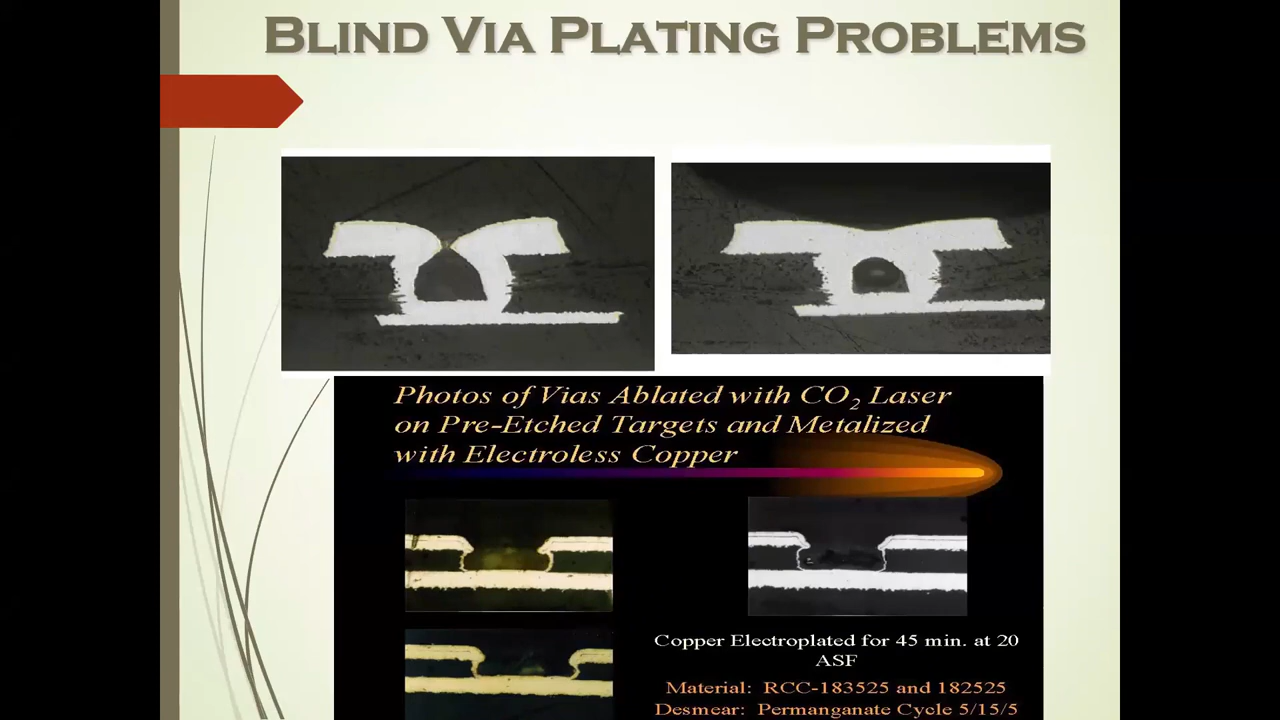 BLIND VIA PLATING PROBLEMS
Photos of Vias Ablated with CO₂ Laser
on Pre-Etched Targets and Metalized
with Electroless Copper
Copper Electroplated for 45 min. at 20
ASF
Material: RCC-183525 and 182525
Desmear: Permanganate Cycle 5/15/5